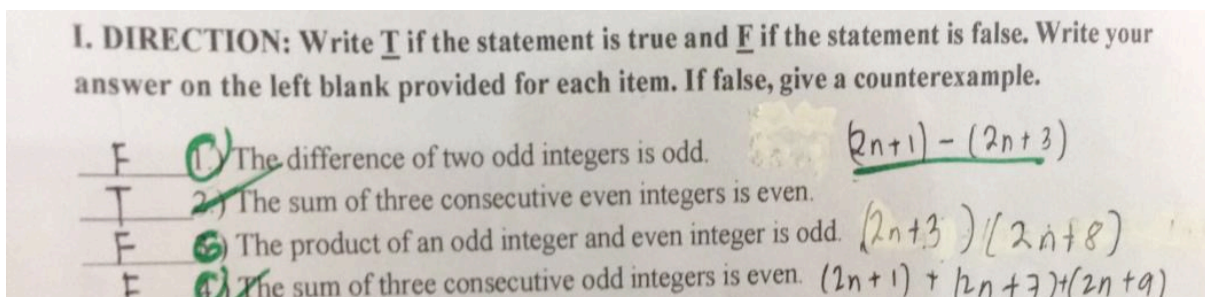 I. DIRECTION: Write T if the statement is true and F if the statement is false. Write your
answer on the left blank provided for each item. If false, give a counterexample.
F 1.) The difference of two odd integers is odd. (2n+1) - (2n+3)
T 2.) The sum of three consecutive even integers is even.
F 3.) The product of an odd integer and even integer is odd. (2n+3)(2n+8)
F 4.) The sum of three consecutive odd integers is even. (2n+1) + (2n+7)+(2n+9)